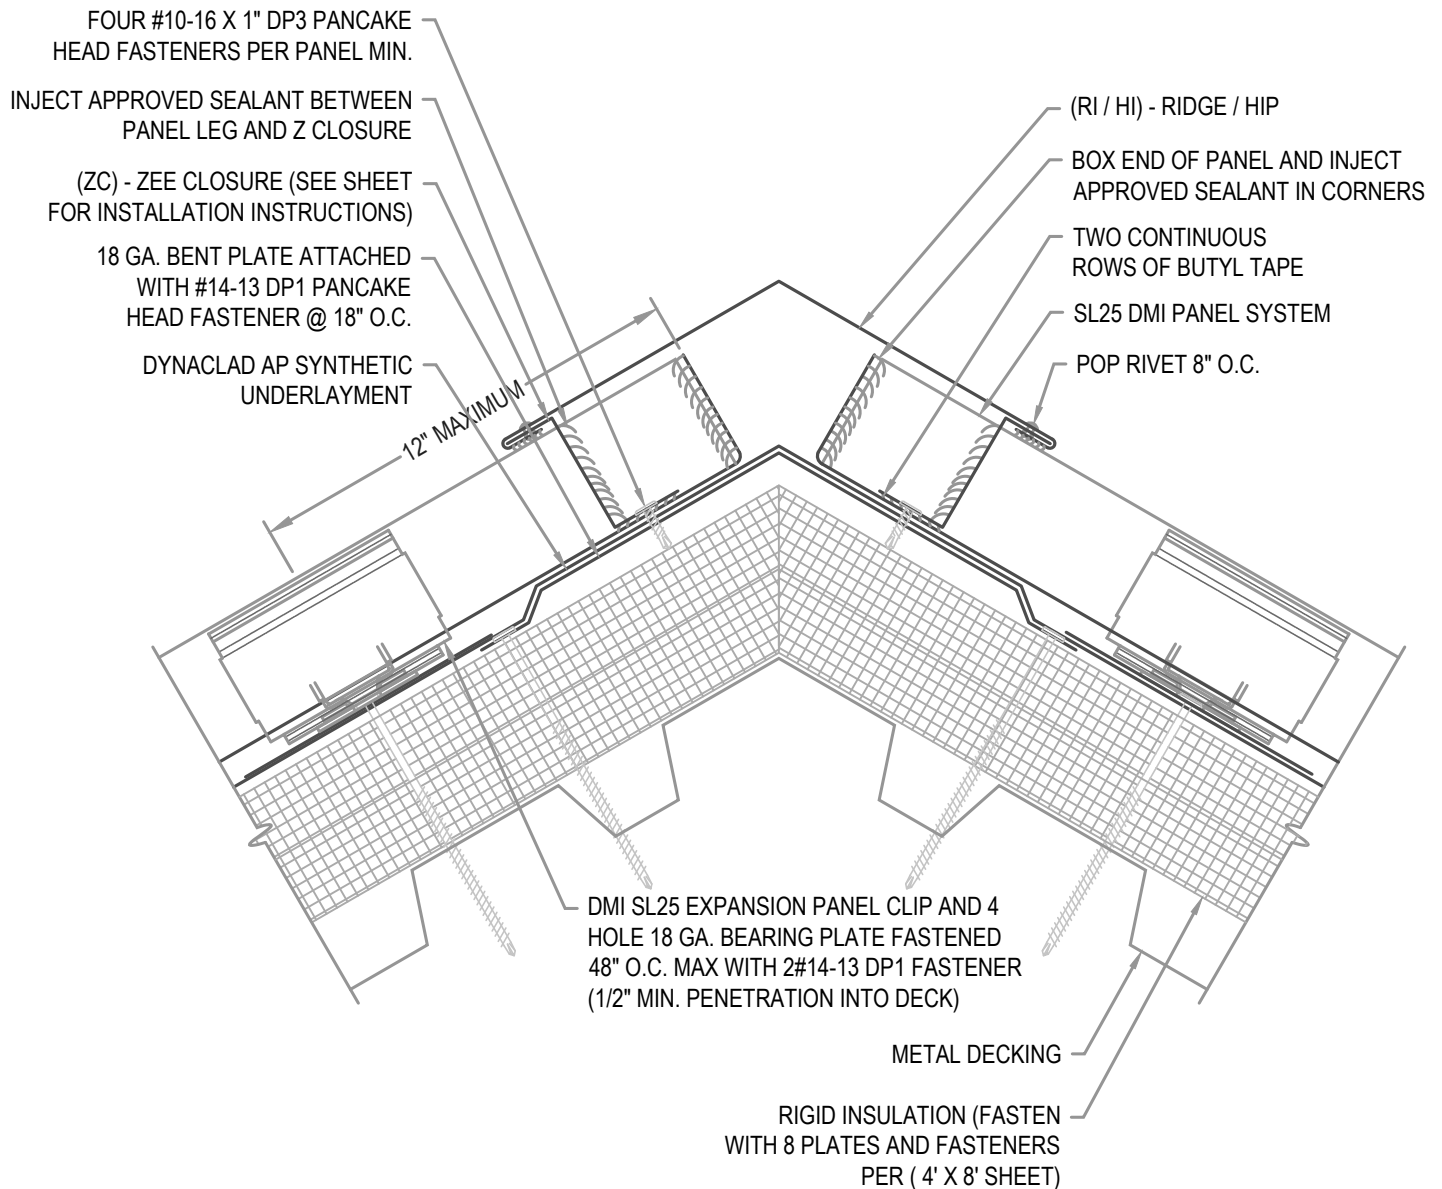 FOUR #10-16 X 1" DP3 PANCAKE
HEAD FASTENERS PER PANEL MIN.
INJECT APPROVED SEALANT BETWEEN
PANEL LEG AND Z CLOSURE
(ZC) - ZEE CLOSURE (SEE SHEET
FOR INSTALLATION INSTRUCTIONS)
18 GA. BENT PLATE ATTACHED
WITH #14-13 DP1 PANCAKE
HEAD FASTENER @ 18" O.C.
DYNACLAD AP SYNTHETIC
UNDERLAYMENT
12" MAXIMUM
(RI / HI) - RIDGE / HIP
BOX END OF PANEL AND INJECT
APPROVED SEALANT IN CORNERS
TWO CONTINUOUS
ROWS OF BUTYL TAPE
SL25 DMI PANEL SYSTEM
POP RIVET 8" O.C.
DMI SL25 EXPANSION PANEL CLIP AND 4
HOLE 18 GA. BEARING PLATE FASTENED
48" O.C. MAX WITH 2#14-13 DP1 FASTENER
(1/2" MIN. PENETRATION INTO DECK)
METAL DECKING
RIGID INSULATION (FASTEN
WITH 8 PLATES AND FASTENERS
PER ( 4' X 8' SHEET)